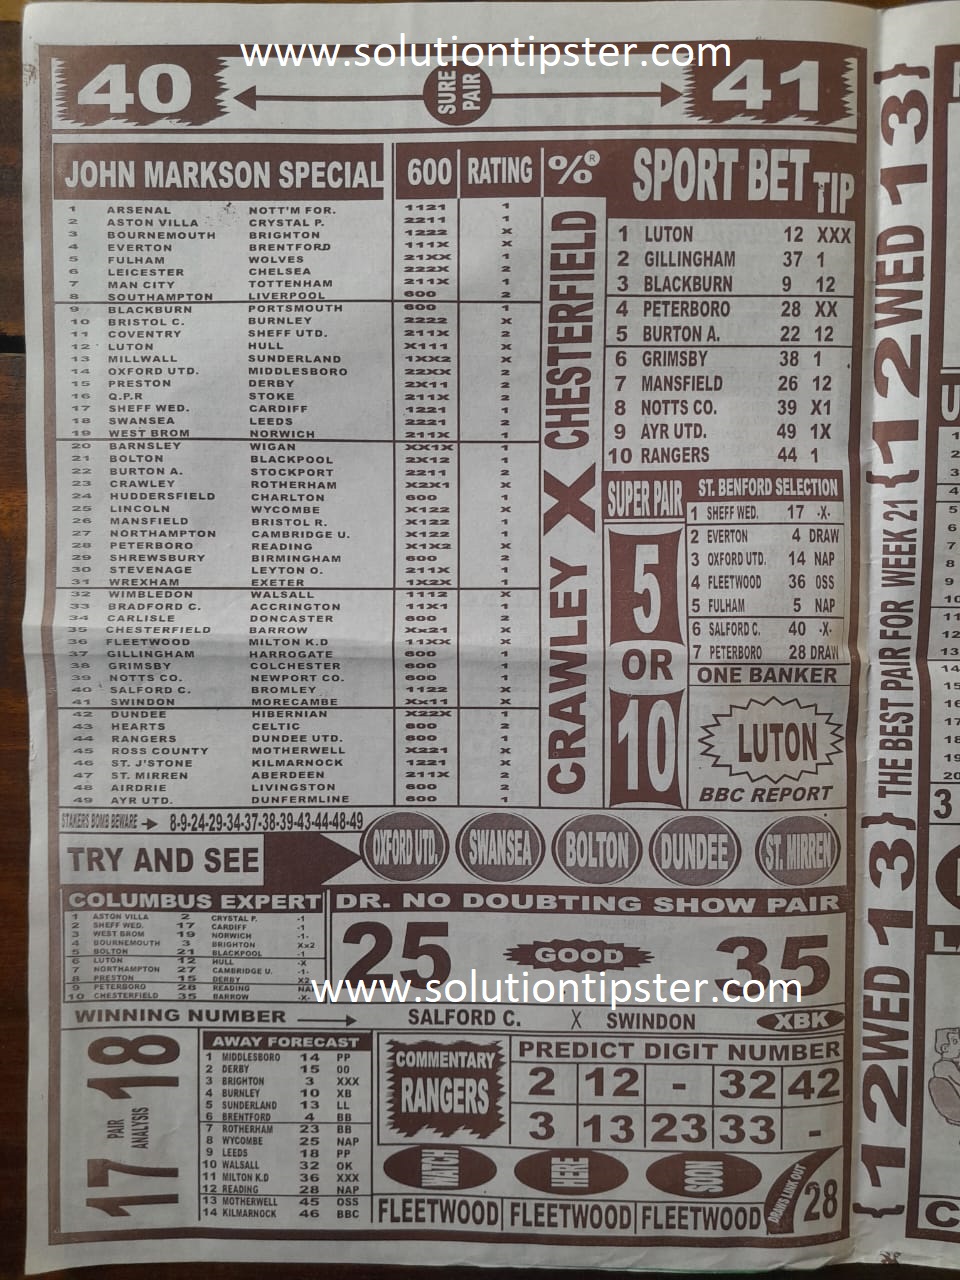 www.solutiontipster.com
40 SURE PAIR 41
JOHN MARKSON SPECIAL 600 RATING %®
1 ARSENAL NOTT'M FOR. 1121 1
2 ASTON VILLA CRYSTAL P. 2211 1
3 BOURNEMOUTH BRIGHTON 1222 X
4 EVERTON BRENTFORD 111X X
5 FULHAM WOLVES 21XX 1
6 LEICESTER CHELSEA 222X 2
7 MAN CITY TOTTENHAM 211X 1
8 SOUTHAMPTON LIVERPOOL 600 2
9 BLACKBURN PORTSMOUTH 600 1
10 BRISTOL C. BURNLEY 2222 X
11 COVENTRY SHEFF UTD. 211X 2
12 LUTON HULL X111 X
13 MILLWALL SUNDERLAND 1XX2 X
14 OXFORD UTD. MIDDLESBORO 22XX 2
15 PRESTON DERBY 2X11 2
16 Q.P.R STOKE 211X 2
17 SHEFF WED. CARDIFF 1221 1
18 SWANSEA LEEDS 2221 2
19 WEST BROM NORWICH 211X 1
20 BARNSLEY WIGAN XX1X 1
21 BOLTON BLACKPOOL 2X12 1
22 BURTON A. STOCKPORT 2211 2
23 CRAWLEY ROTHERHAM X2X1 X
24 HUDDERSFIELD CHARLTON 600 1
25 LINCOLN WYCOMBE X122 X
26 MANSFIELD BRISTOL R. X122 1
27 NORTHAMPTON CAMBRIDGE U. X122 1
28 PETERBORO READING X1X2 X
29 SHREWSBURY BIRMINGHAM 600 2
30 STEVENAGE LEYTON O. 211X 1
31 WREXHAM EXETER 1X2X 1
32 WIMBLEDON WALSALL 1112 X
33 BRADFORD C. ACCRINGTON 11X1 1
34 CARLISLE DONCASTER 600 2
35 CHESTERFIELD BARROW Xx21 X
36 FLEETWOOD MILTON K.D 11XX X
37 GILLINGHAM HARROGATE 600 1
38 GRIMSBY COLCHESTER 600 1
39 NOTTS CO. NEWPORT CO. 600 1
40 SALFORD C. BROMLEY 1122 X
41 SWINDON MORECAMBE Xx11 X
42 DUNDEE HIBERNIAN X22X 1
43 HEARTS CELTIC 600 2
44 RANGERS DUNDEE UTD. 600 1
45 ROSS COUNTY MOTHERWELL X221 X
46 ST. J'STONE KILMARNOCK 1221 X
47 ST. MIRREN ABERDEEN 211X 2
48 AIRDRIE LIVINGSTON 600 2
49 AYR UTD. DUNFERMLINE 600 1
CRAWLEY X CHESTERFIELD
SPORT BET TIP
1 LUTON 12 XXX
2 GILLINGHAM 37 1
3 BLACKBURN 9 12
4 PETERBORO 28 XX
5 BURTON A. 22 12
6 GRIMSBY 38 1
7 MANSFIELD 26 12
8 NOTTS CO. 39 X1
9 AYR UTD. 49 1X
10 RANGERS 44 1
SUPER PAIR
5
OR
10
ST. BENFORD SELECTION
1 SHEFF WED. 17 -X-
2 EVERTON 4 DRAW
3 OXFORD UTD. 14 NAP
4 FLEETWOOD 36 OSS
5 FULHAM 5 NAP
6 SALFORD C. 40 -X-
7 PETERBORO 28 DRAW
ONE BANKER
LUTON
BBC REPORT
STAKERS BOMB BEWARE 8-9-24-29-34-37-38-39-43-44-48-49
TRY AND SEE OXFORD UTD. SWANSEA BOLTON DUNDEE ST. MIRREN
COLUMBUS EXPERT
1 ASTON VILLA 2 CRYSTAL P. -1
2 SHEFF WED. 17 CARDIFF -1
3 WEST BROM 19 NORWICH -1-
4 BOURNEMOUTH 3 BRIGHTON Xx2
5 BOLTON 21 BLACKPOOL -1
6 LUTON 12 HULL -X
7 NORTHAMPTON 27 CAMBRIDGE U. -1-
8 PRESTON 15 DERBY X2
9 PETERBORO 28 READING
10 CHESTERFIELD 35 BARROW -X-
DR. NO DOUBTING SHOW PAIR
25 GOOD 35
www.solutiontipster.com
WINNING NUMBER SALFORD C. X SWINDON XBK
17 PAIR ANALYSIS 18
AWAY FORECAST
1 MIDDLESBORO 14 PP
2 DERBY 15 00
3 BRIGHTON 3 XXX
4 BURNLEY 10 XB
5 SUNDERLAND 13 LL
6 BRENTFORD 4 BB
7 ROTHERHAM 23 BB
8 WYCOMBE 25 NAP
9 LEEDS 18 PP
10 WALSALL 32 OK
11 MILTON K.D 36 XXX
12 READING 28 NAP
13 MOTHERWELL 45 OSS
14 KILMARNOCK 46 BBC
COMMENTARY
RANGERS
PREDICT DIGIT NUMBER
2 12 - 32 42
3 13 23 33 -
WATCH HERE SOON
FLEETWOOD FLEETWOOD FLEETWOOD
DRAWS LINK OUT 28
{12 WED 13} THE BEST PAIR FOR WEEK 21 {12 WED 13}